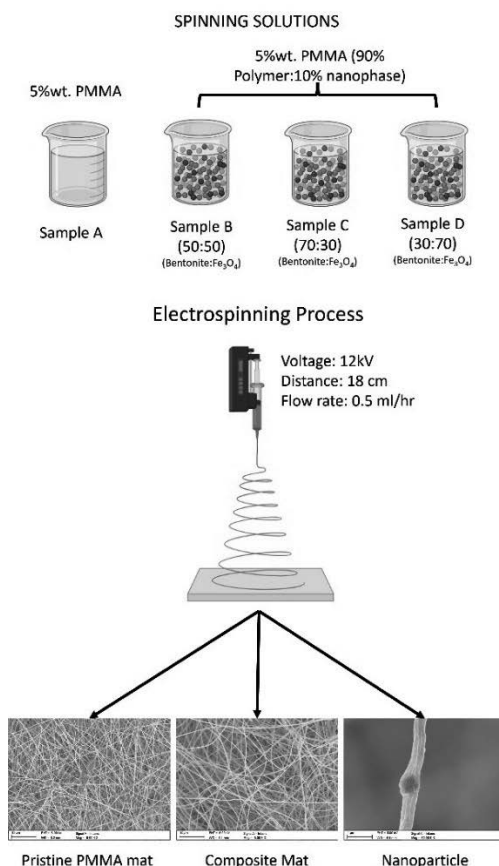 SPINNING SOLUTIONS
5%wt. PMMA (90%
Polymer:10% nanophase)
5%wt. PMMA
Sample A
Sample B
(50:50)
(Bentonite:Fe₃O₄)
Sample C
(70:30)
(Bentonite:Fe₃O₄)
Sample D
(30:70)
(Bentonite:Fe₃O₄)
Electrospinning Process
Voltage: 12kV
Distance: 18 cm
Flow rate: 0.5 ml/hr
Pristine PMMA mat
Composite Mat
Nanoparticle